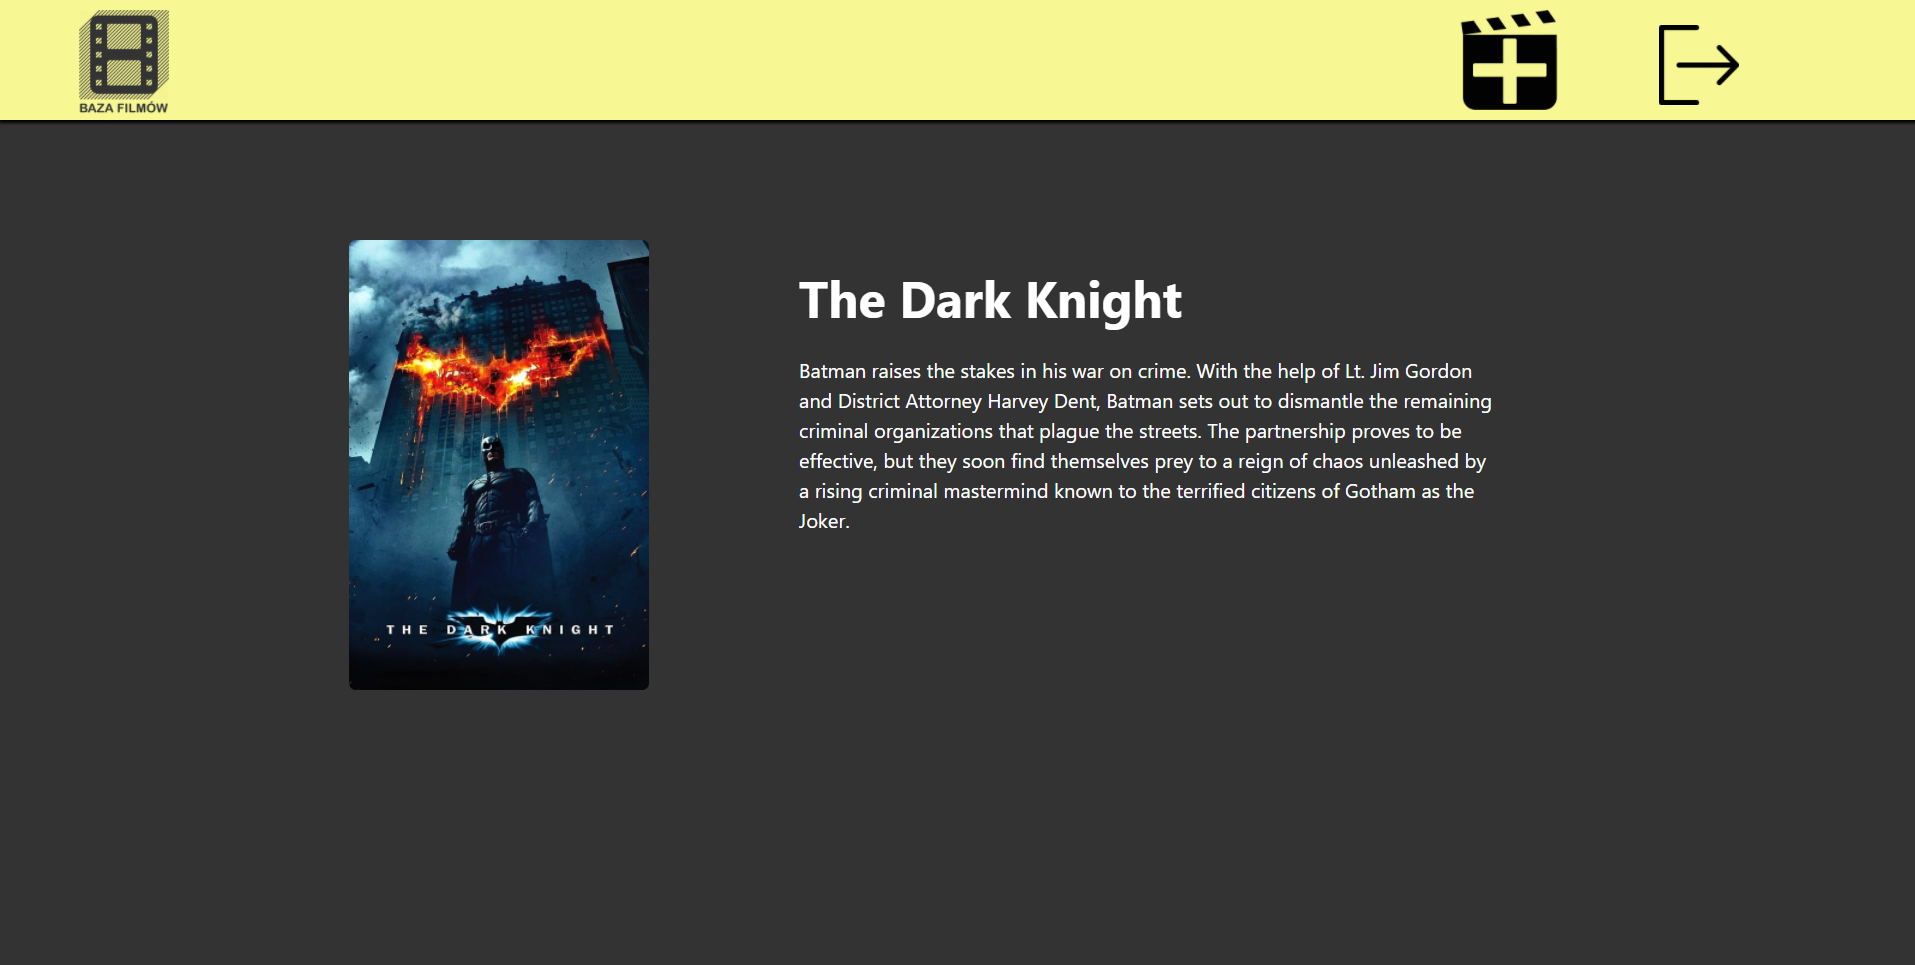 BAZA FILMÓW
The Dark Knight
Batman raises the stakes in his war on crime. With the help of Lt. Jim Gordon
and District Attorney Harvey Dent, Batman sets out to dismantle the remaining
criminal organizations that plague the streets. The partnership proves to be
effective, but they soon find themselves prey to a reign of chaos unleashed by
a rising criminal mastermind known to the terrified citizens of Gotham as the
Joker.
THE DARK KNIGHT